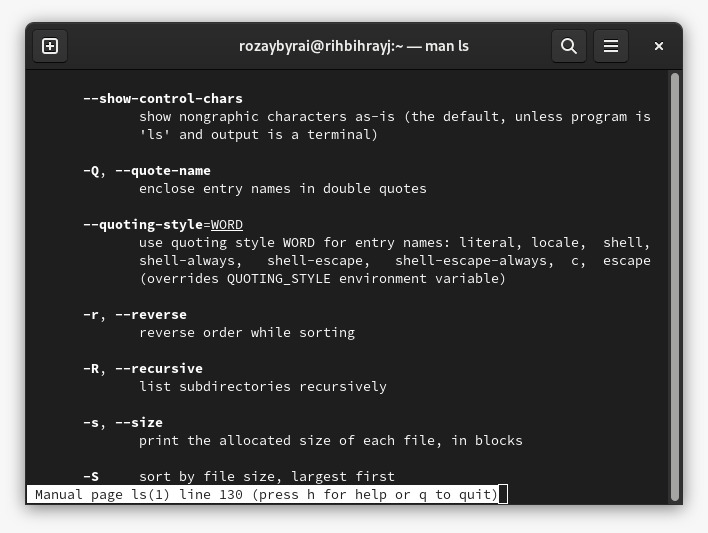 rozaybyrai@rihbihrayj:~ — man ls
--show-control-chars
show nongraphic characters as-is (the default, unless program is
'ls' and output is a terminal)
-Q, --quote-name
enclose entry names in double quotes
--quoting-style=WORD
use quoting style WORD for entry names: literal, locale, shell,
shell-always, shell-escape, shell-escape-always, c, escape
(overrides QUOTING_STYLE environment variable)
-r, --reverse
reverse order while sorting
-R, --recursive
list subdirectories recursively
-s, --size
print the allocated size of each file, in blocks
-S sort by file size, largest first
Manual page ls(1) line 130 (press h for help or q to quit)